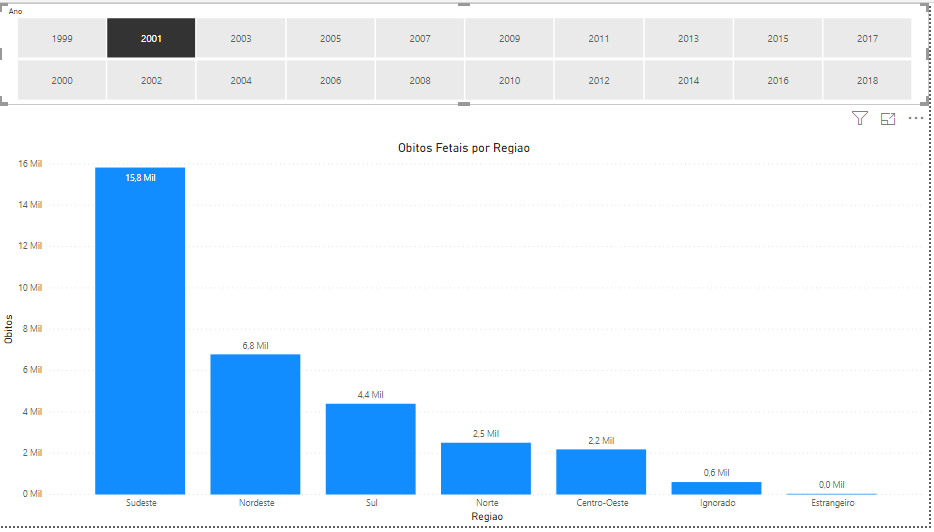 Ano
1999 2001 2003 2005 2007 2009 2011 2013 2015 2017
2000 2002 2004 2006 2008 2010 2012 2014 2016 2018
Obitos Fetais por Regiao
16 Mil
15,8 Mil
14 Mil
12 Mil
10 Mil
8 Mil
Obitos
6,8 Mil
6 Mil
4,4 Mil
4 Mil
2,5 Mil
2,2 Mil
2 Mil
0,6 Mil
0,0 Mil
0 Mil
Sudeste Nordeste Sul Norte Centro-Oeste Ignorado Estrangeiro
Regiao